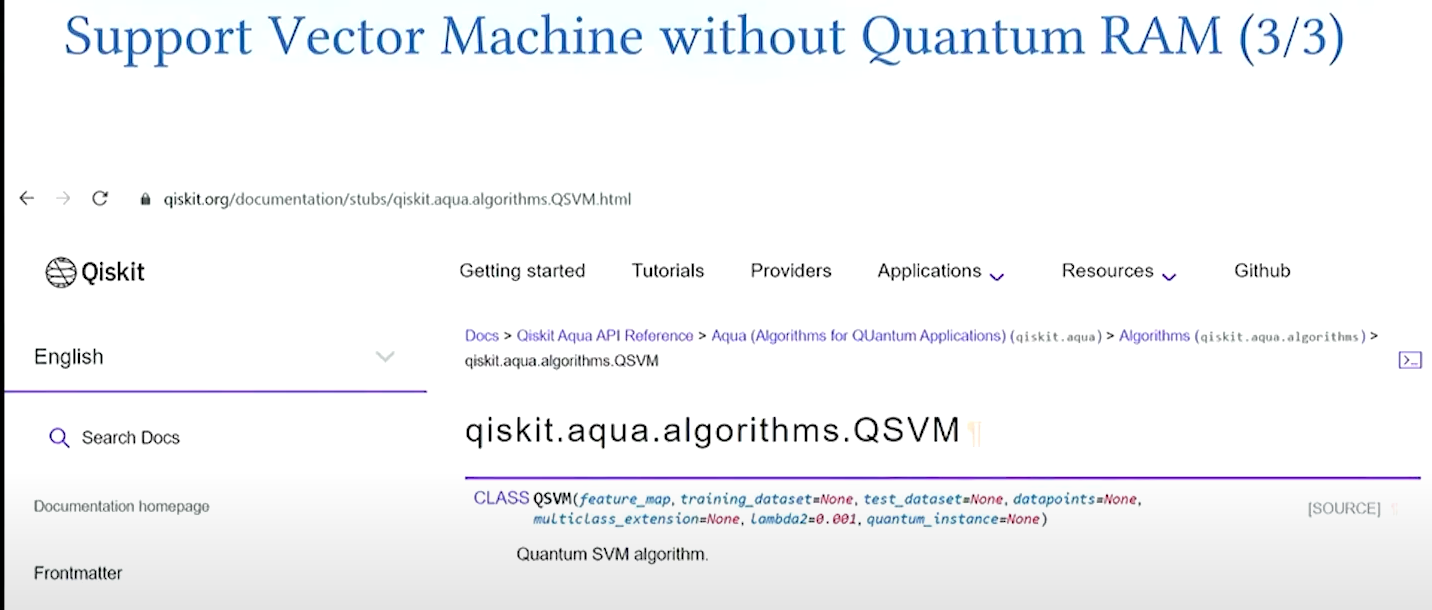 Support Vector Machine without Quantum RAM (3/3)
qiskit.org/documentation/stubs/qiskit.aqua.algorithms.QSVM.html
Qiskit
Getting started Tutorials Providers Applications Resources Github
Docs > Qiskit Aqua API Reference > Aqua (Algorithms for QUantum Applications) (qiskit.aqua) > Algorithms (qiskit.aqua.algorithms) >
qiskit.aqua.algorithms.QSVM
English
Search Docs
Documentation homepage
Frontmatter
qiskit.aqua.algorithms.QSVM ¶
CLASS QSVM(feature_map, training_dataset=None, test_dataset=None, datapoints=None,
multiclass_extension=None, lambda2=0.001, quantum_instance=None)
[SOURCE] ¶
Quantum SVM algorithm.